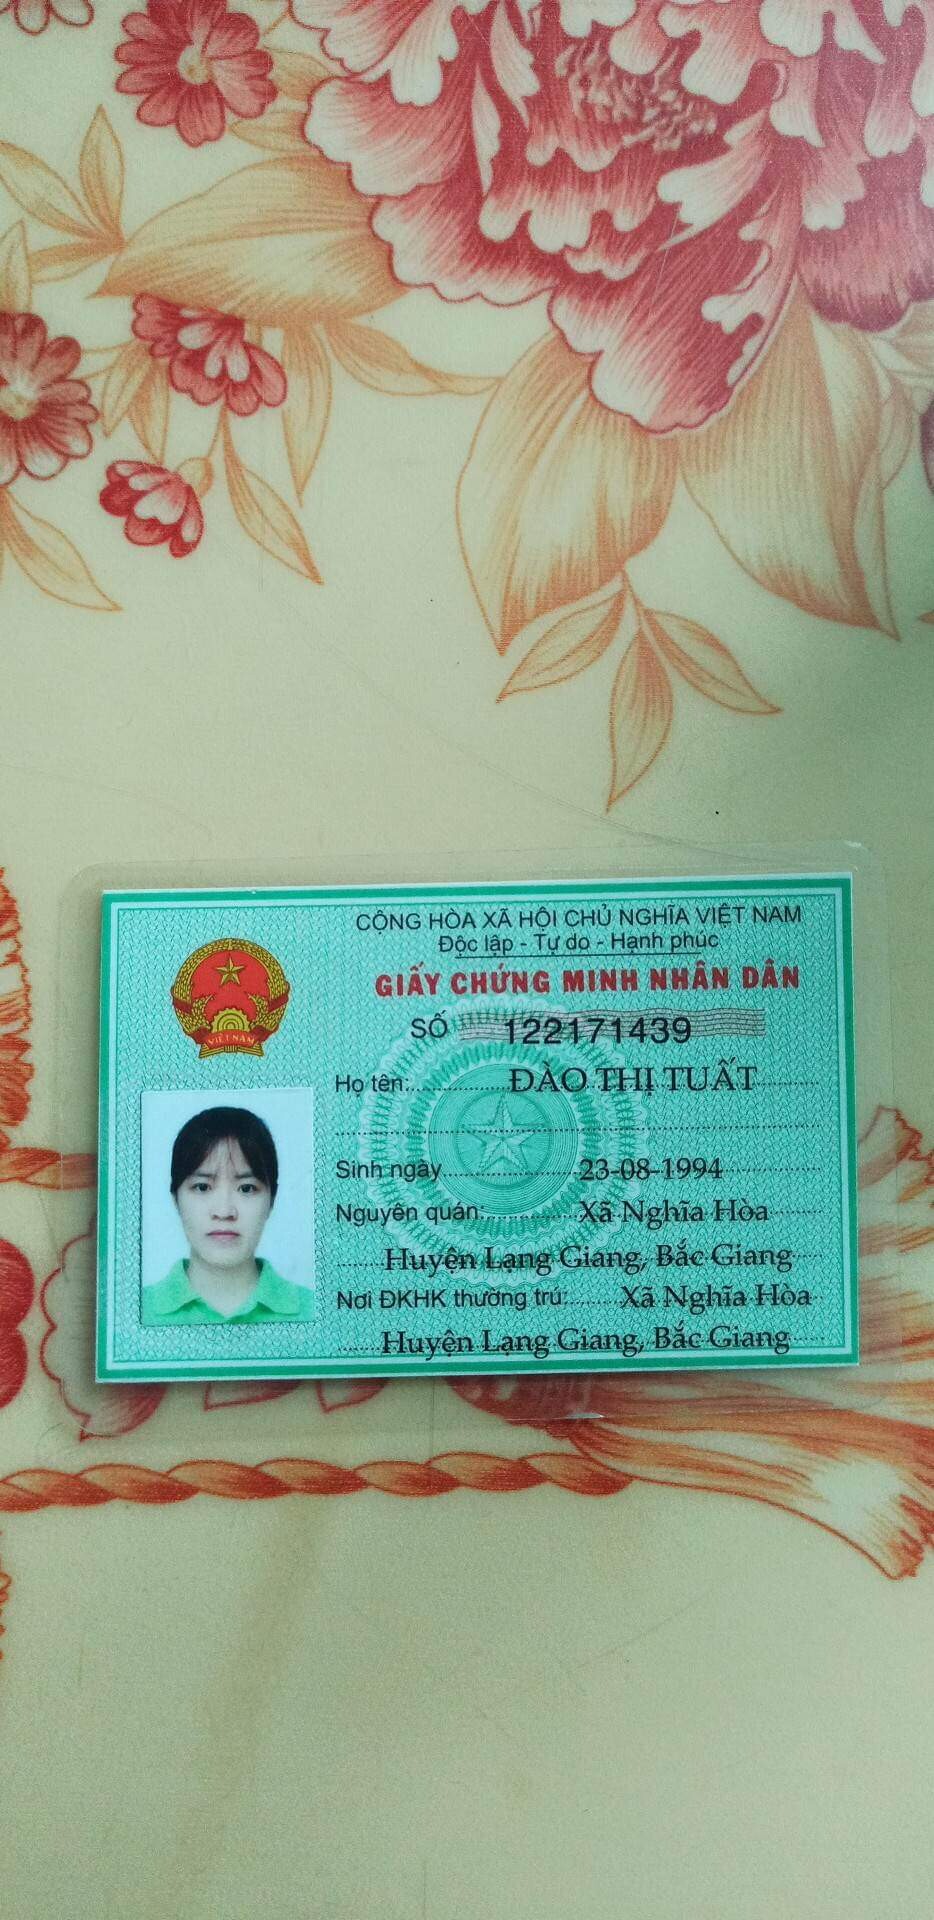 CỘNG HÒA XÃ HỘI CHỦ NGHĨA VIỆT NAM
Độc lập - Tự do - Hạnh phúc
GIẤY CHỨNG MINH NHÂN DÂN
SỐ 122171439
Họ tên: ĐÀO THỊ TUẤT
Sinh ngày 23-08-1994
Nguyên quán: Xã Nghĩa Hòa
Huyện Lạng Giang, Bắc Giang
Nơi ĐKHK thường trú: Xã Nghĩa Hòa
Huyện Lạng Giang, Bắc Giang
VIỆT NAM